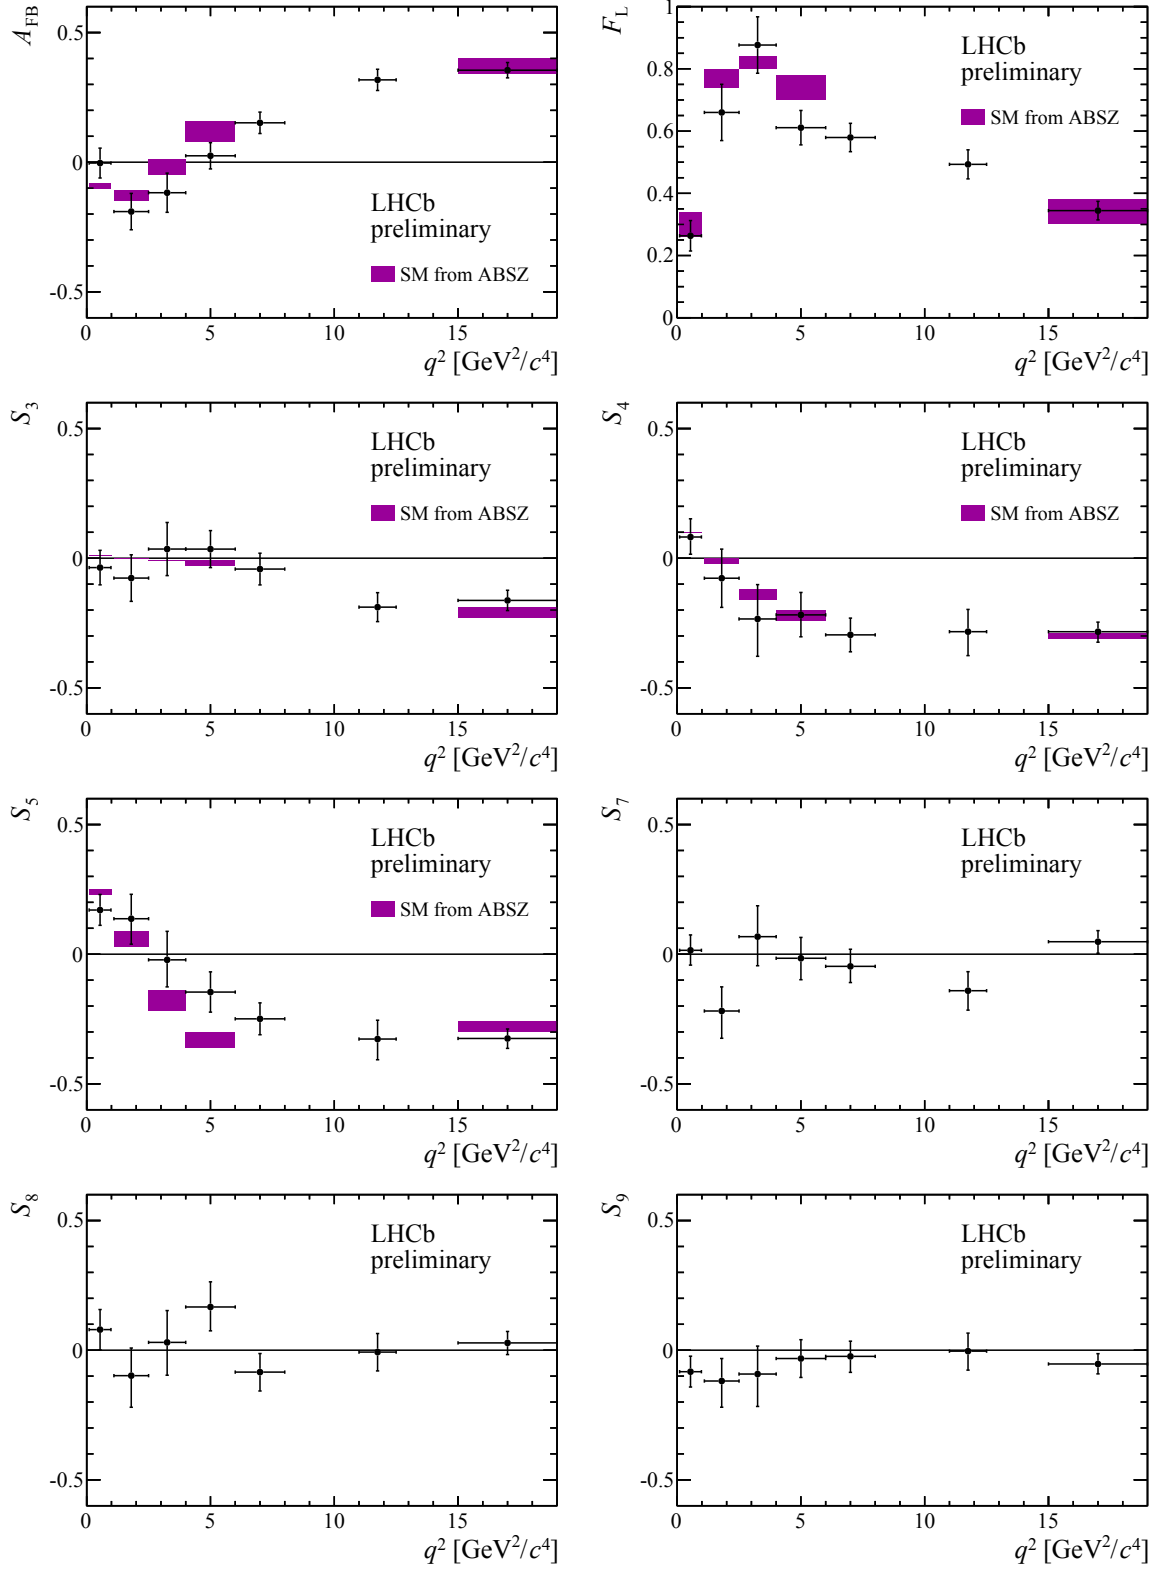 A_FB
0.5
0
-0.5
LHCb
preliminary
SM from ABSZ
0 5 10 15
q² [GeV²/c⁴]
F_L
1
0.8
0.6
0.4
0.2
0
LHCb
preliminary
SM from ABSZ
0 5 10 15
q² [GeV²/c⁴]
S_3
0.5
0
-0.5
LHCb
preliminary
SM from ABSZ
0 5 10 15
q² [GeV²/c⁴]
S_4
0.5
0
-0.5
LHCb
preliminary
SM from ABSZ
0 5 10 15
q² [GeV²/c⁴]
S_5
0.5
0
-0.5
LHCb
preliminary
SM from ABSZ
0 5 10 15
q² [GeV²/c⁴]
S_7
0.5
0
-0.5
LHCb
preliminary
0 5 10 15
q² [GeV²/c⁴]
S_8
0.5
0
-0.5
LHCb
preliminary
0 5 10 15
q² [GeV²/c⁴]
S_9
0.5
0
-0.5
LHCb
preliminary
0 5 10 15
q² [GeV²/c⁴]